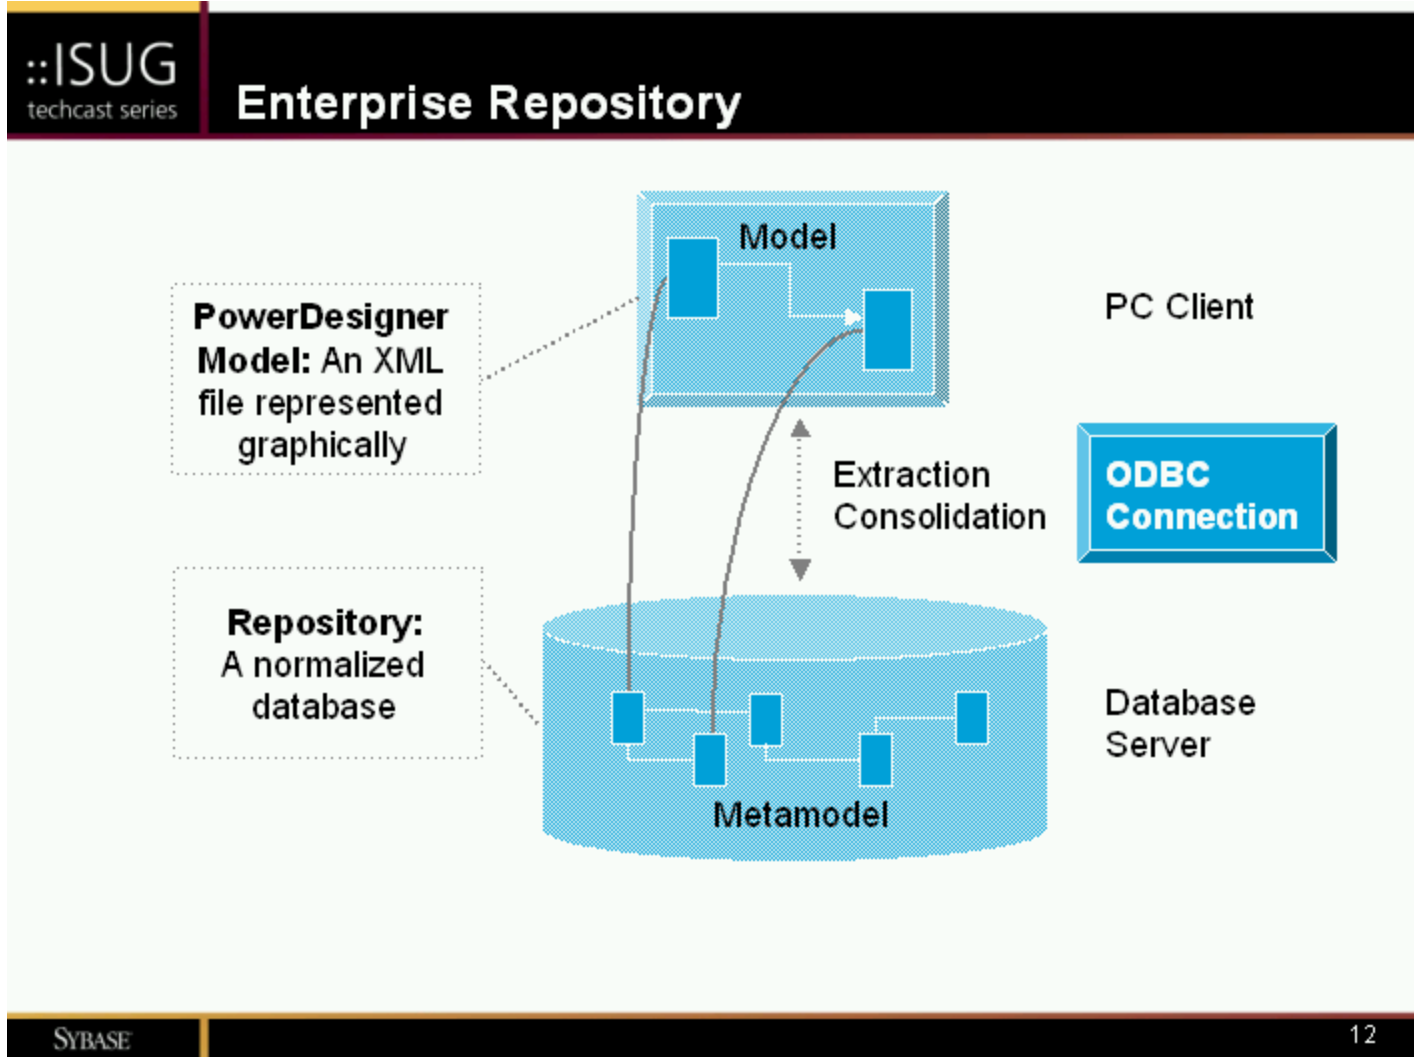 ::ISUG
techcast series
Enterprise Repository
Model
PowerDesigner
Model: An XML
file represented
graphically
PC Client
Extraction
Consolidation
ODBC
Connection
Repository:
A normalized
database
Database
Server
Metamodel
SYBASE
12